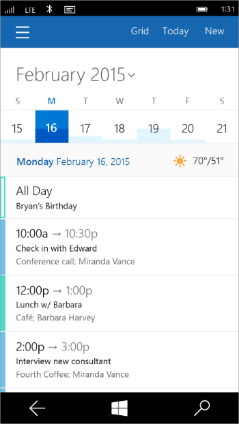 LTE 1:31
Grid Today New
February 2015
S M T W T F S
15 16 17 18 19 20 21
Monday February 16, 2015 70°/51°
All Day
Bryan's Birthday
10:00a → 10:30p
Check in with Edward
Conference call; Miranda Vance
12:00p → 1:00p
Lunch w/ Barbara
Café; Barbara Harvey
2:00p → 3:00p
Interview new consultant
Fourth Coffee; Miranda Vance